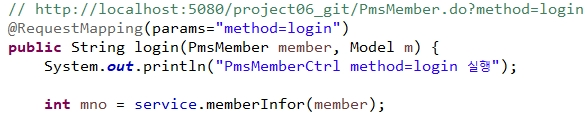 // http://localhost:5080/project06_git/PmsMember.do?method=login
@RequestMapping(params="method=login")
public String login(PmsMember member, Model m) {
System.out.println("PmsMemberCtrl method=login 실행");
int mno = service.memberInfor(member);